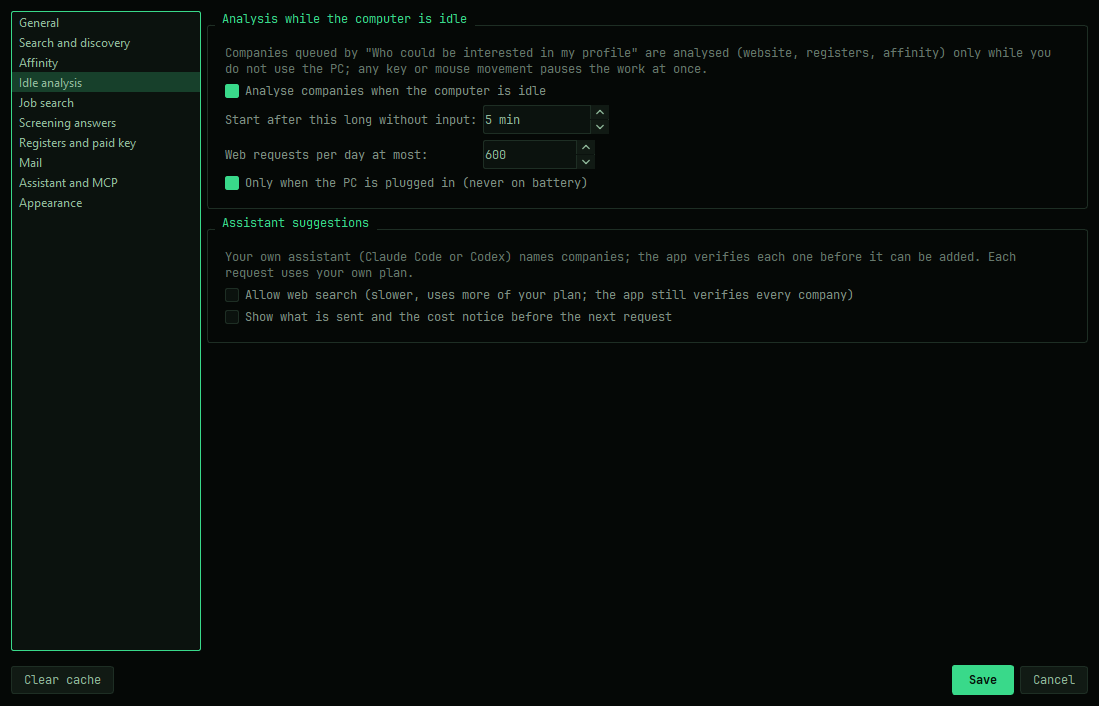 General
Search and discovery
Affinity
Idle analysis
Job search
Screening answers
Registers and paid key
Mail
Assistant and MCP
Appearance
Analysis while the computer is idle
Companies queued by "Who could be interested in my profile" are analysed (website, registers, affinity) only while you
do not use the PC; any key or mouse movement pauses the work at once.
Analyse companies when the computer is idle
Start after this long without input: 5 min
Web requests per day at most: 600
Only when the PC is plugged in (never on battery)
Assistant suggestions
Your own assistant (Claude Code or Codex) names companies; the app verifies each one before it can be added. Each
request uses your own plan.
Allow web search (slower, uses more of your plan; the app still verifies every company)
Show what is sent and the cost notice before the next request
Clear cache
Save
Cancel